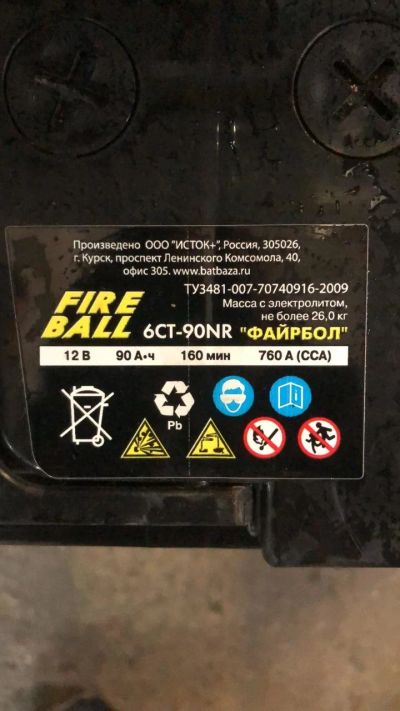 Произведено ООО "ИСТОК+", Россия, 305026,
г. Курск, проспект Ленинского Комсомола, 40,
офис 305. www.batbaza.ru
ТУ3481-007-70740916-2009
Масса с электролитом,
не более 26,0 кг
FIRE
BALL
6СТ-90NR "ФАЙРБОЛ"
12 В 90 А•ч 160 мин 760 А (ССА)
Pb